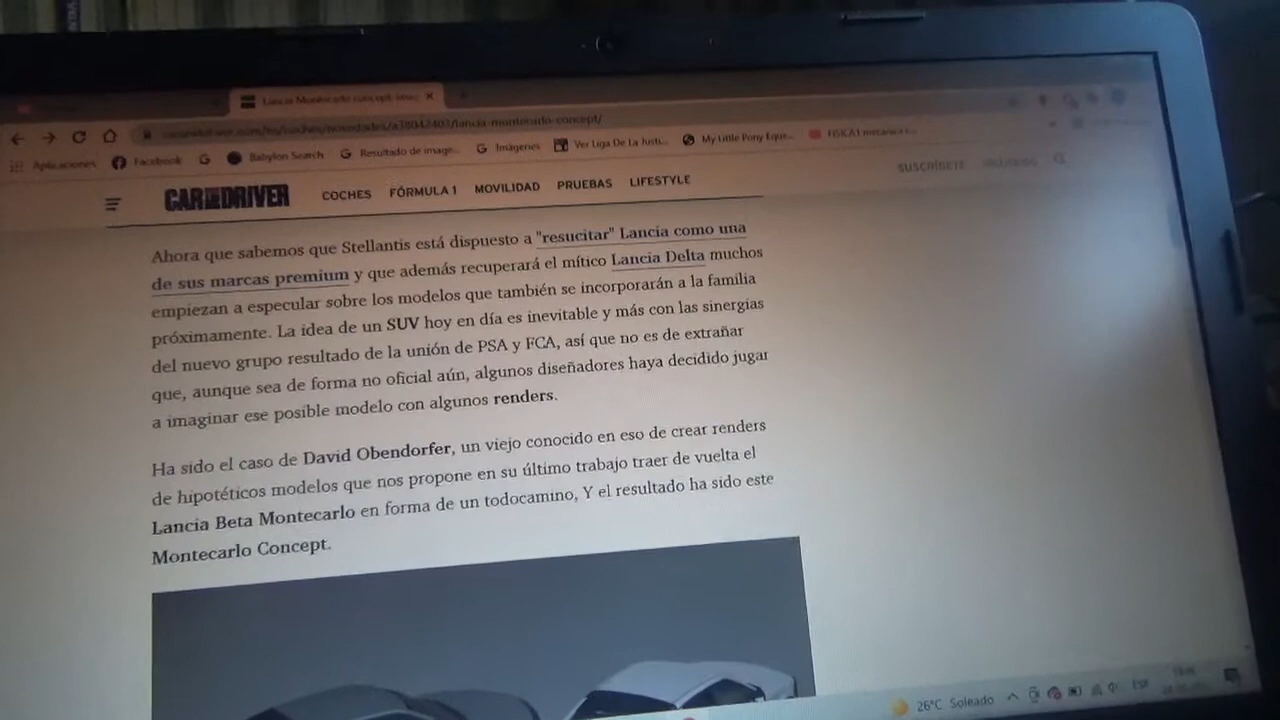 Lancia Montecarlo concept
/lancia-montecarlo-concept/
Aplicaciones Facebook G Babylon Search Resultado de image... Imágenes Ver Liga De La Justi... My Little Pony Eque...
CAR AND DRIVER COCHES FÓRMULA 1 MOVILIDAD PRUEBAS LIFESTYLE SUSCRÍBETE
Ahora que sabemos que Stellantis está dispuesto a "resucitar" Lancia como una
de sus marcas premium y que además recuperará el mítico Lancia Delta muchos
empiezan a especular sobre los modelos que también se incorporarán a la familia
próximamente. La idea de un SUV hoy en día es inevitable y más con las sinergias
del nuevo grupo resultado de la unión de PSA y FCA, así que no es de extrañar
que, aunque sea de forma no oficial aún, algunos diseñadores haya decidido jugar
a imaginar ese posible modelo con algunos renders.
Ha sido el caso de David Obendorfer, un viejo conocido en eso de crear renders
de hipotéticos modelos que nos propone en su último trabajo traer de vuelta el
Lancia Beta Montecarlo en forma de un todocamino, Y el resultado ha sido este
Montecarlo Concept.
26°C Soleado ESP